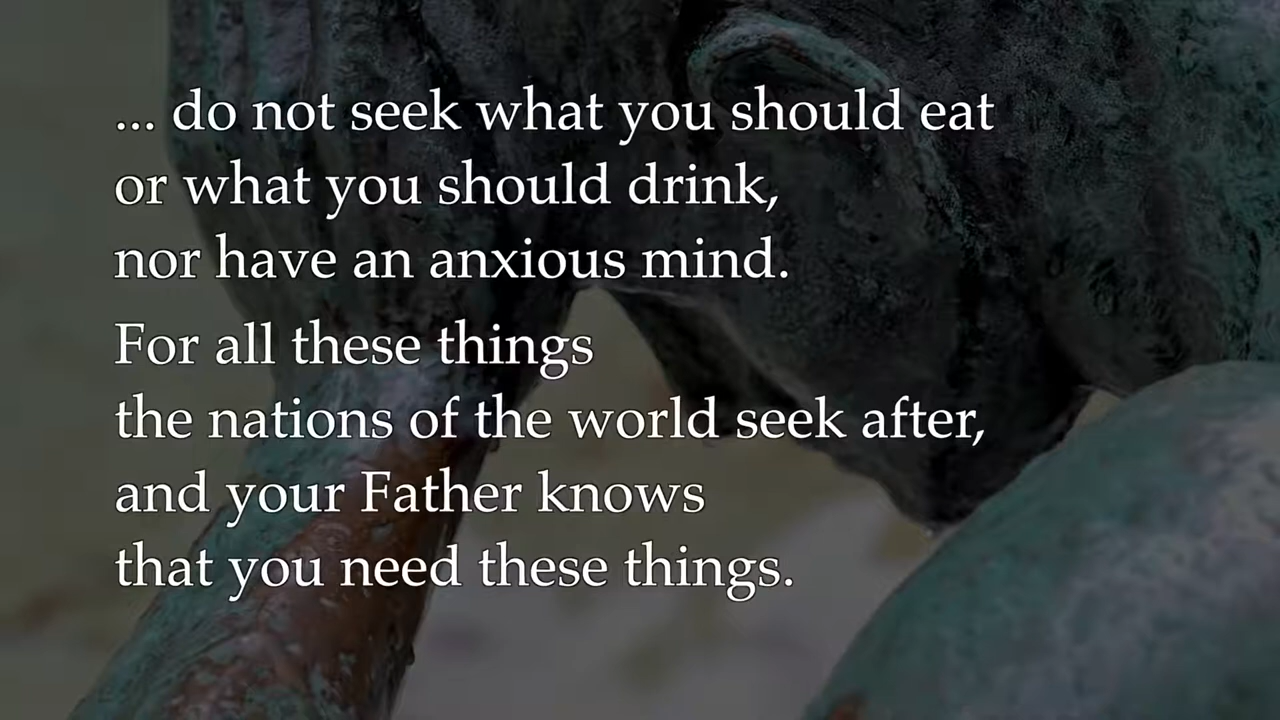 ... do not seek what you should eat
or what you should drink,
nor have an anxious mind.
For all these things
the nations of the world seek after,
and your Father knows
that you need these things.